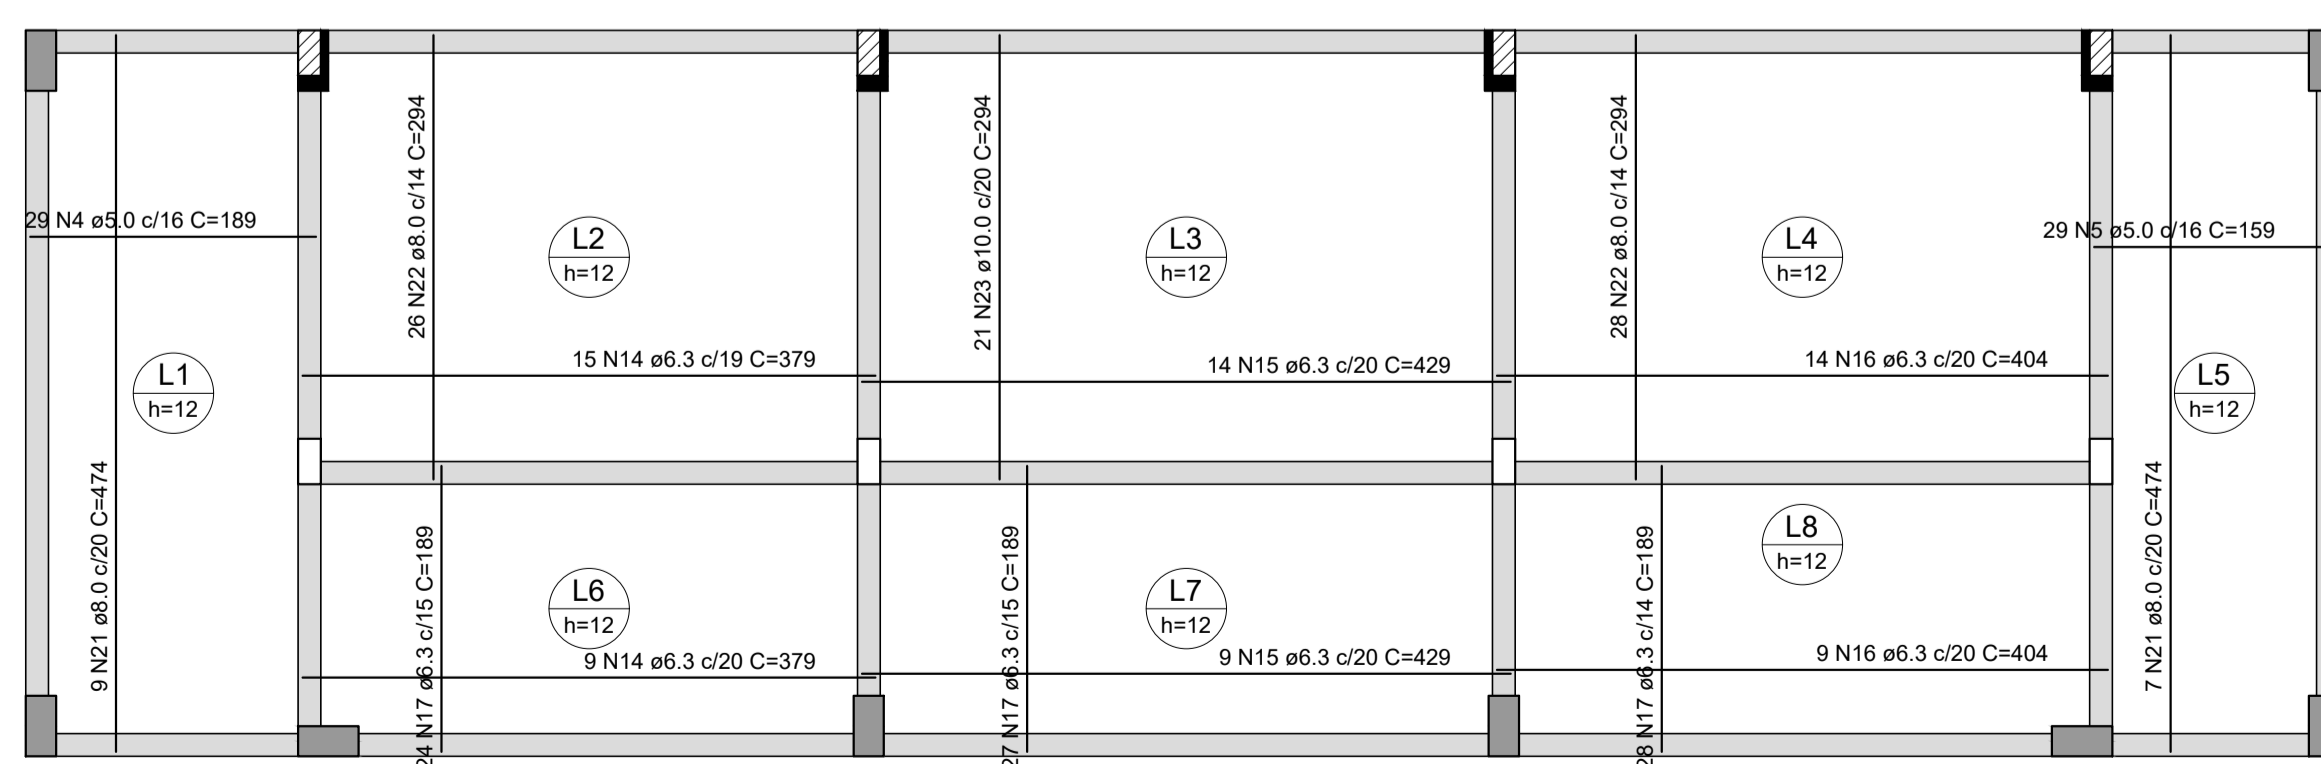 26 N22 ø8.0 c/14 C=294
21 N23 ø10.0 c/20 C=294
28 N22 ø8.0 c/14 C=294
29 N4 ø5.0 c/16 C=189
29 N5 ø5.0 c/16 C=159
L2
h=12
L3
h=12
L4
h=12
15 N14 ø6.3 c/19 C=379
14 N15 ø6.3 c/20 C=429
14 N16 ø6.3 c/20 C=404
L1
h=12
L5
h=12
9 N21 ø8.0 c/20 C=474
7 N21 ø8.0 c/20 C=474
24 N17 ø6.3 c/15 C=189
27 N17 ø6.3 c/15 C=189
28 N17 ø6.3 c/14 C=189
L6
h=12
L7
h=12
L8
h=12
9 N14 ø6.3 c/20 C=379
9 N15 ø6.3 c/20 C=429
9 N16 ø6.3 c/20 C=404